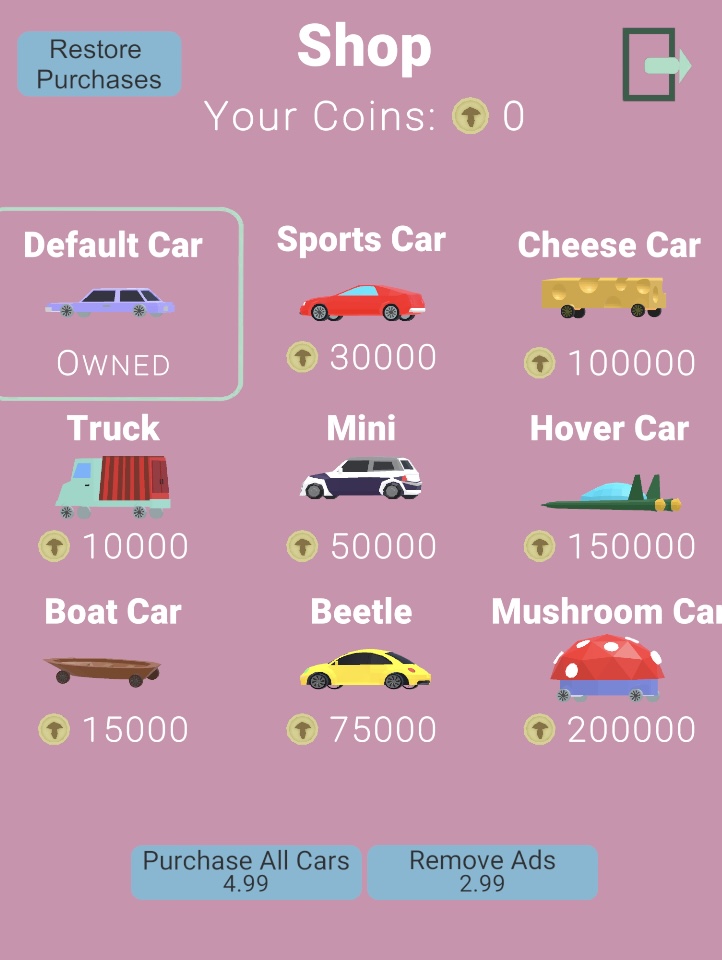 Restore
Purchases
Shop
Your Coins: 0
Default Car
OWNED
Sports Car
30000
Cheese Car
100000
Truck
10000
Mini
50000
Hover Car
150000
Boat Car
15000
Beetle
75000
Mushroom Car
200000
Purchase All Cars
4.99
Remove Ads
2.99